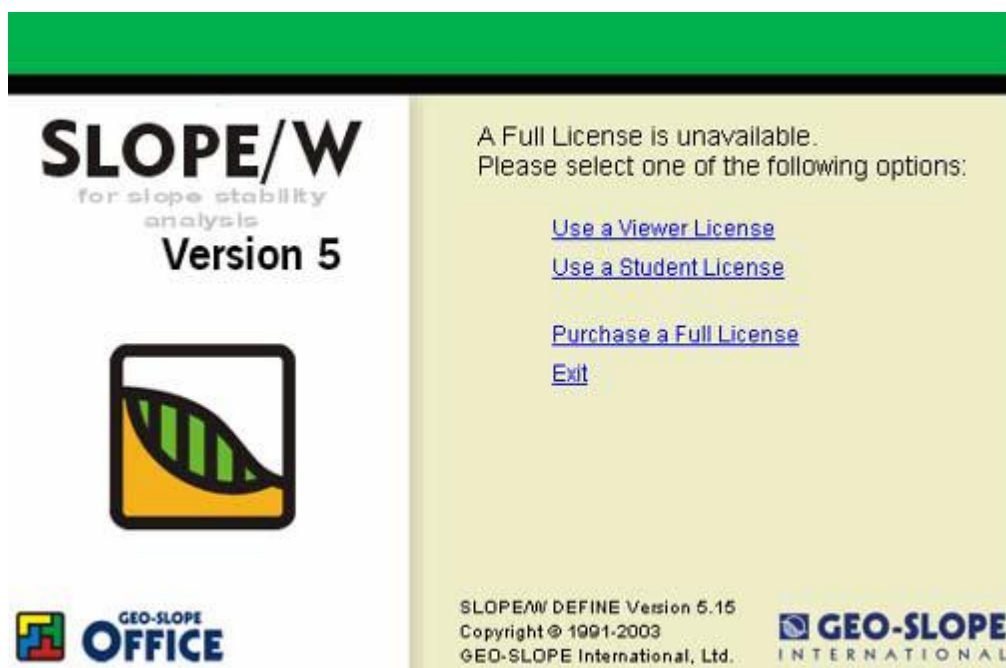 SLOPE/W
for slope stability
analysis
Version 5
A Full License is unavailable.
Please select one of the following options:
Use a Viewer License
Use a Student License
Purchase a Full License
Exit
GEO-SLOPE
OFFICE
SLOPE/W DEFINE Version 5.15
Copyright © 1991-2003
GEO-SLOPE International, Ltd.
GEO-SLOPE
INTERNATIONAL